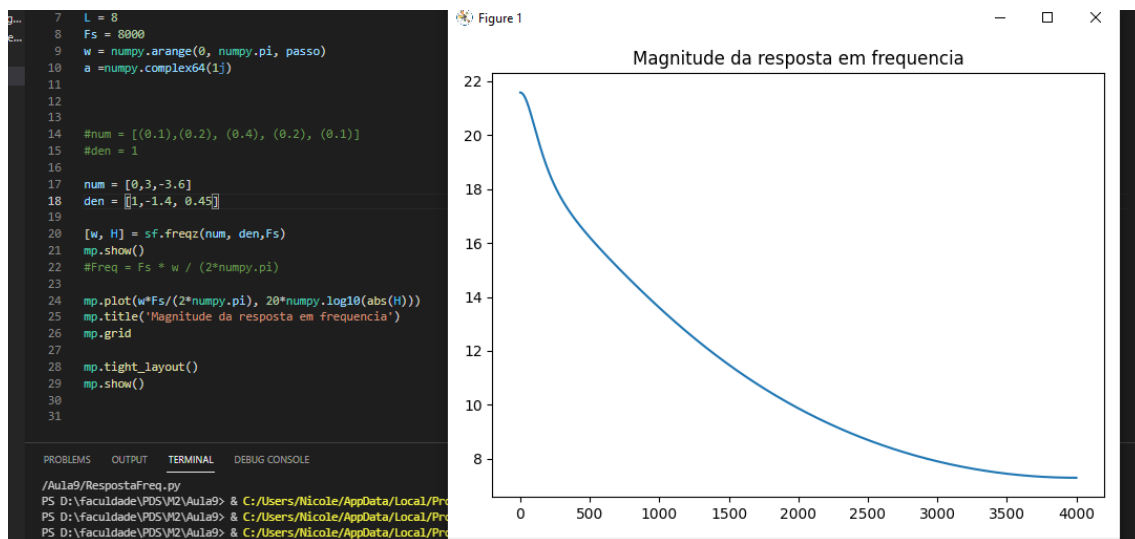 7 L = 8
8 Fs = 8000
9 w = numpy.arange(0, numpy.pi, passo)
10 a =numpy.complex64(1j)
11
12
13
14 #num = [(0.1),(0.2), (0.4), (0.2), (0.1)]
15 #den = 1
16
17 num = [0,3,-3.6]
18 den = [1,-1.4, 0.45]
19
20 [w, H] = sf.freqz(num, den,Fs)
21 mp.show()
22 #Freq = Fs * w / (2*numpy.pi)
23
24 mp.plot(w*Fs/(2*numpy.pi), 20*numpy.log10(abs(H)))
25 mp.title('Magnitude da resposta em frequencia')
26 mp.grid
27
28 mp.tight_layout()
29 mp.show()
30
31
PROBLEMS OUTPUT TERMINAL DEBUG CONSOLE
/Aula9/RespostaFreq.py
PS D:\faculdade\PDS\M2\Aula9> & C:/Users/Nicole/AppData/Local/Pro
PS D:\faculdade\PDS\M2\Aula9> & C:/Users/Nicole/AppData/Local/Pro
PS D:\faculdade\PDS\M2\Aula9> & C:/Users/Nicole/AppData/Local/Pro
Figure 1
Magnitude da resposta em frequencia
22
20
18
16
14
12
10
8
0 500 1000 1500 2000 2500 3000 3500 4000